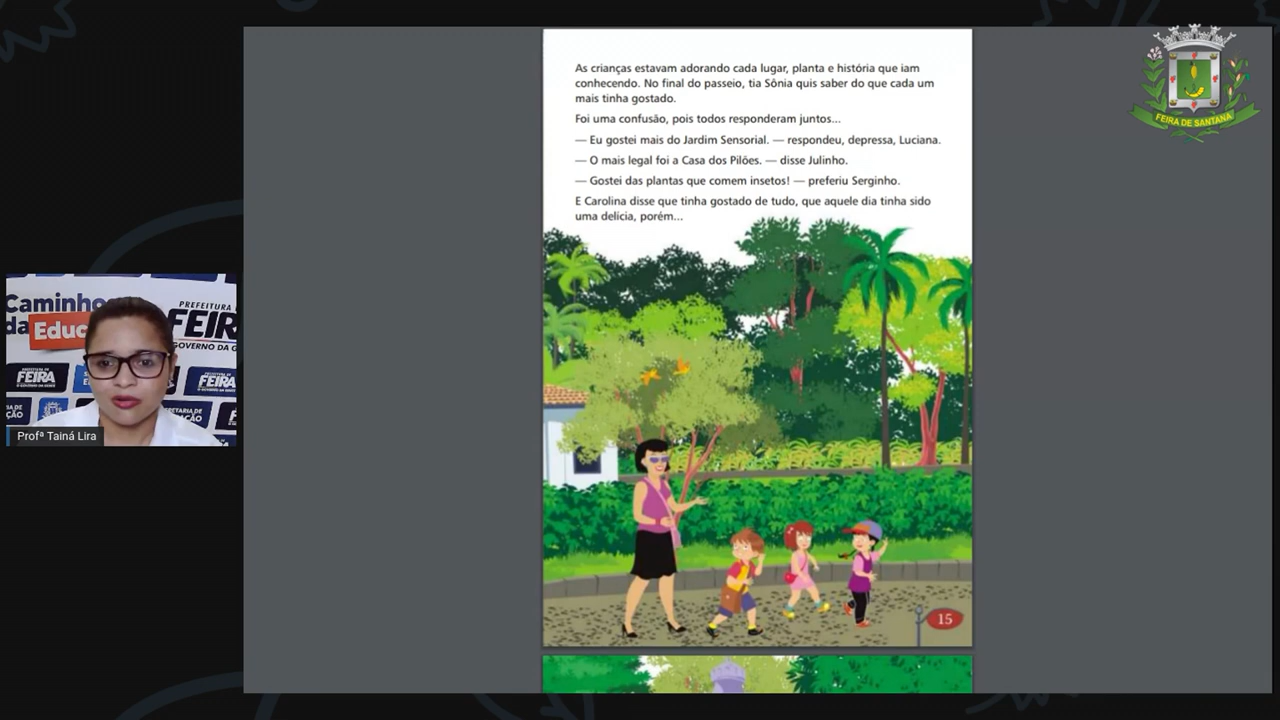 As crianças estavam adorando cada lugar, planta e história que iam
conhecendo. No final do passeio, tia Sônia quis saber do que cada um
mais tinha gostado.
Foi uma confusão, pois todos responderam juntos...
— Eu gostei mais do Jardim Sensorial. — respondeu, depressa, Luciana.
— O mais legal foi a Casa dos Pilões. — disse Julinho.
— Gostei das plantas que comem insetos! — preferiu Serginho.
E Carolina disse que tinha gostado de tudo, que aquele dia tinha sido
uma delícia, porém...
15
FEIRA DE SANTANA
Caminho
da Educ
PREFEITURA
FEIR
GOVERNO DA
FEIRA
FEIRA
Profª Tainá Lira